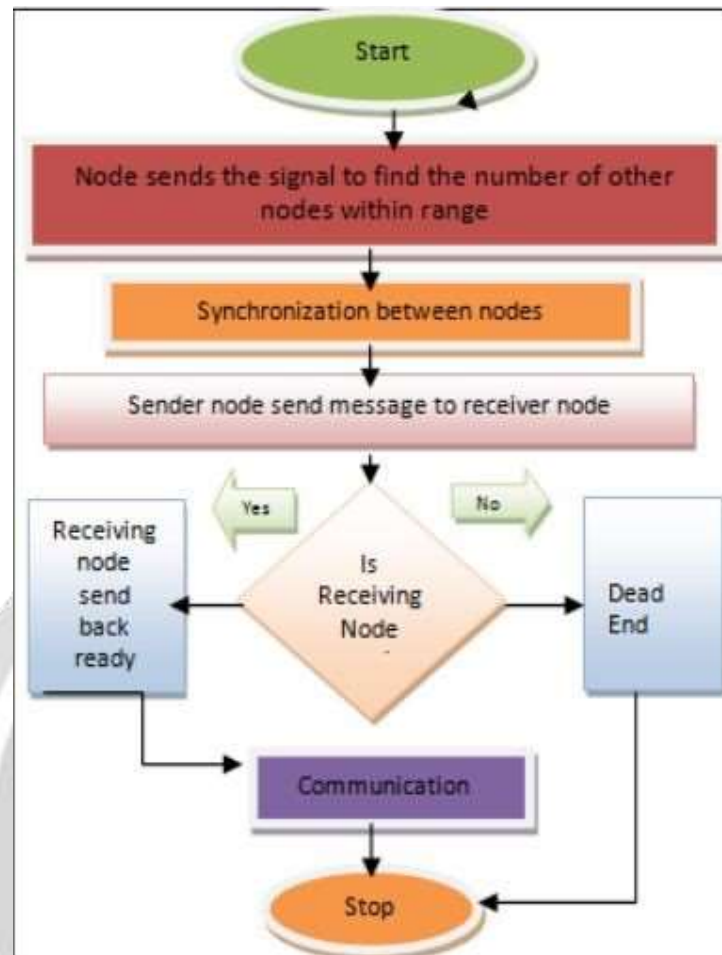 Start
Node sends the signal to find the number of other
nodes within range
Synchronization between nodes
Sender node send message to receiver node
Yes
No
Receiving
node
send
back
ready
Is
Receiving
Node
Dead
End
Communication
Stop